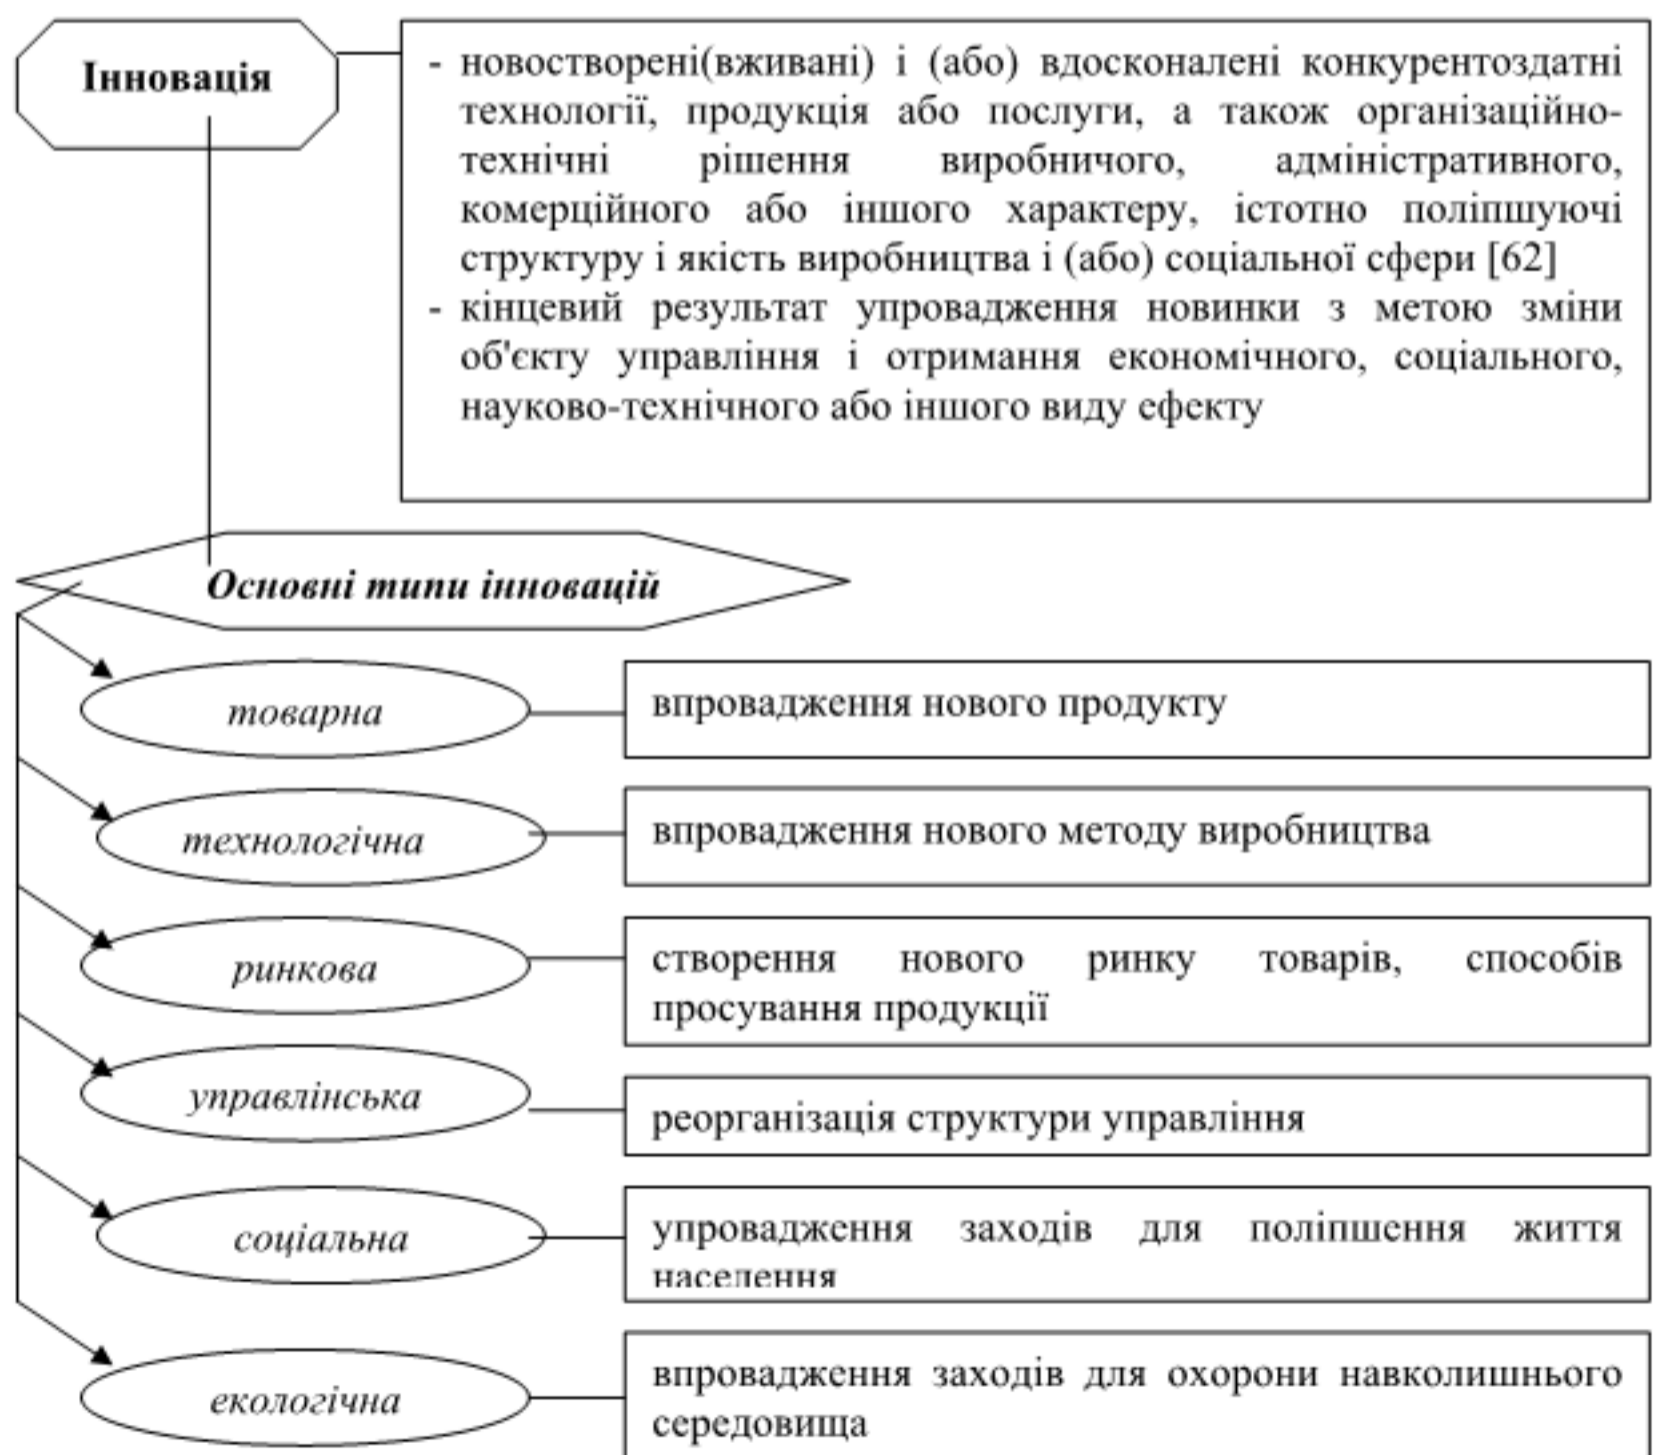 Інновація
- новостворені(вживані) і (або) вдосконалені конкурентоздатні
технології, продукція або послуги, а також організаційно-
технічні рішення виробничого, адміністративного,
комерційного або іншого характеру, істотно поліпшуючі
структуру і якість виробництва і (або) соціальної сфери [62]
- кінцевий результат упровадження новинки з метою зміни
об'єкту управління і отримання економічного, соціального,
науково-технічного або іншого виду ефекту
Основні типи інновацій
товарна
впровадження нового продукту
технологічна
впровадження нового методу виробництва
ринкова
створення нового ринку товарів, способів
просування продукції
управлінська
реорганізація структури управління
соціальна
упровадження заходів для поліпшення життя
населення
екологічна
впровадження заходів для охорони навколишнього
середовища